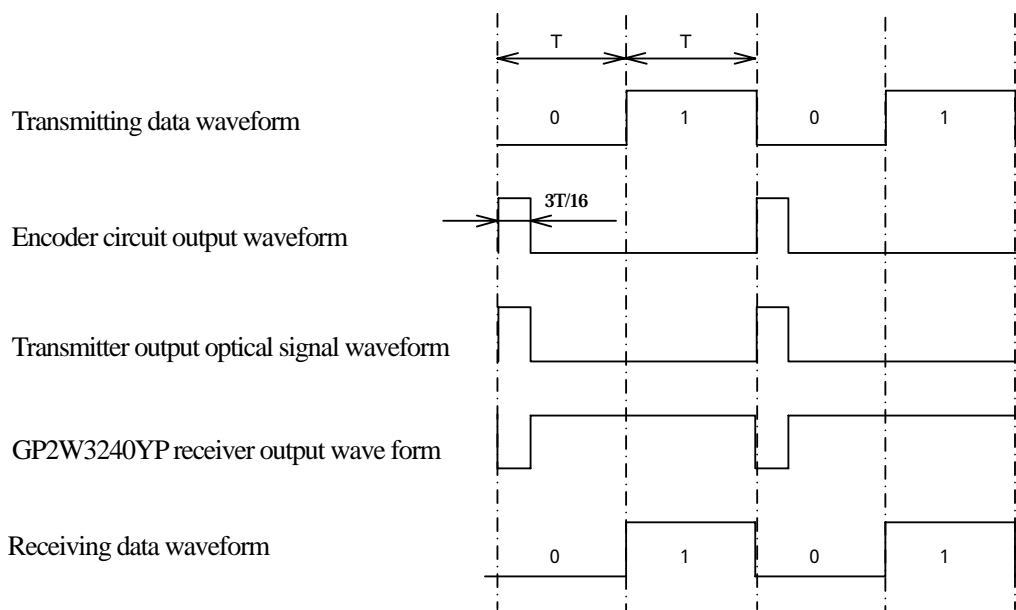 T T
Transmitting data waveform
0 1 0 1
3T/16
Encoder circuit output waveform
Transmitter output optical signal waveform
GP2W3240YP receiver output wave form
Receiving data waveform
0 1 0 1